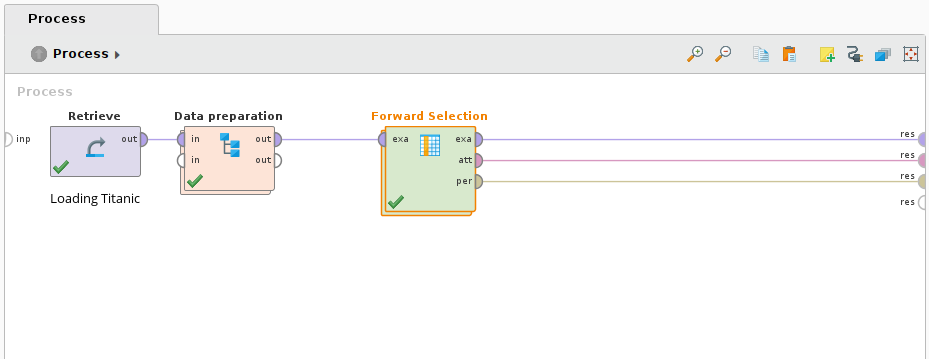 Process
Process
Process
Retrieve
Data preparation
Forward Selection
inp
out
in
out
in
out
exa
exa
att
per
res
res
res
res
Loading Titanic